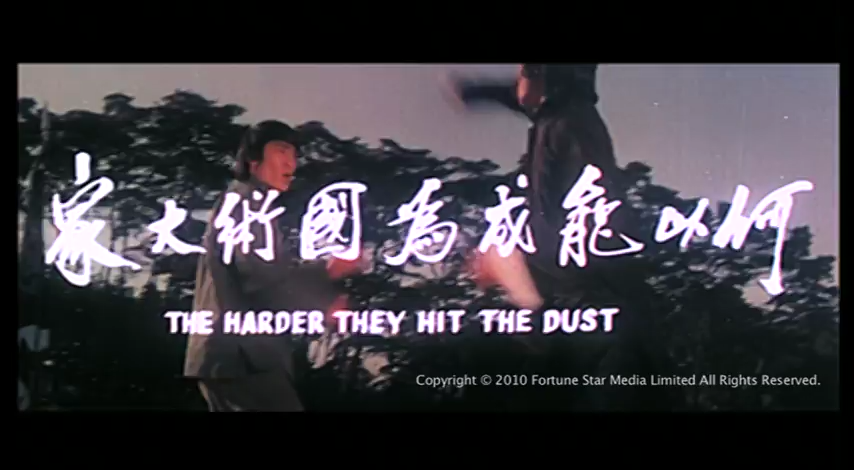 何以能成為國術大家
THE HARDER THEY HIT THE DUST
Copyright © 2010 Fortune Star Media Limited All Rights Reserved.